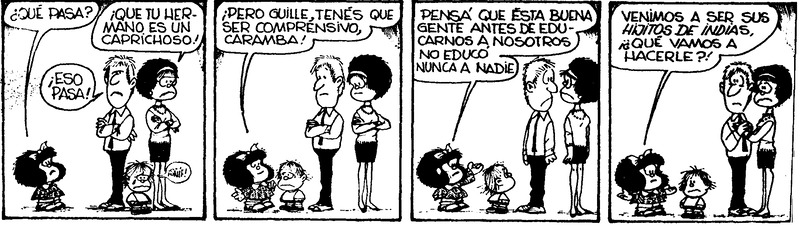 ¿QUÉ PASA?
¡QUE TU HER-
MANO ES UN
CAPRICHOSO!
¡ESO
PASA!
¡SNIF!
¡PERO GUILLE, TENÉS QUE
SER COMPRENSIVO,
CARAMBA!
PENSÁ QUE ÉSTA BUENA
GENTE ANTES DE EDU-
CARNOS A NOSOTROS
NO EDUCÓ
NUNCA A NADIE
VENIMOS A SER SUS
HIJITOS DE INDIAS,
¡¿QUÉ VAMOS A
HACERLE?!